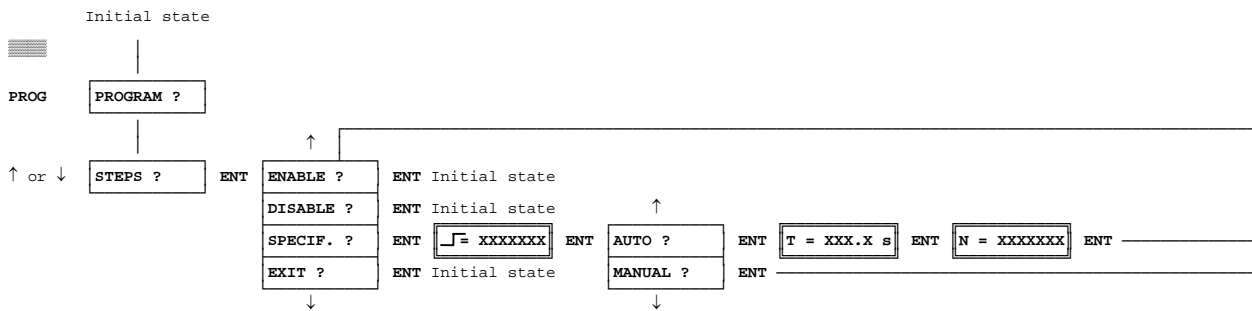 Initial state
PROG PROGRAM ?
↑
↑ or ↓ STEPS ? ENT ENABLE ? ENT Initial state
DISABLE ? ENT Initial state ↑
SPECIF. ? ENT = XXXXXXX ENT AUTO ? ENT T = XXX.X s ENT N = XXXXXXX ENT
EXIT ? ENT Initial state MANUAL ? ENT
↓ ↓